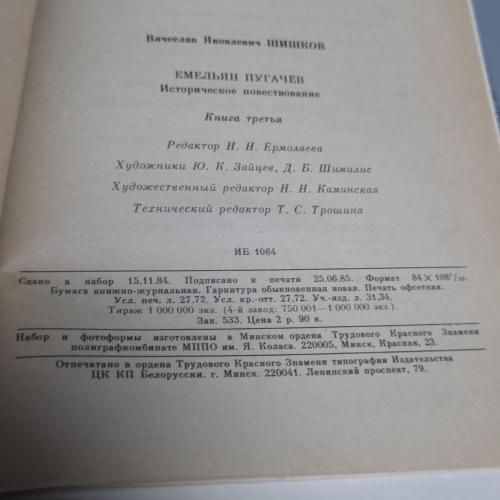 Вячеслав Яковлевич ШИШКОВ
ЕМЕЛЬЯН ПУГАЧЕВ
Историческое повествование
Книга третья
Редактор Н. Н. Ермолаева
Художники Ю. К. Зайцев, Д. Б. Шимилис
Художественный редактор Н. Н. Каминская
Технический редактор Т. С. Трошина
ИБ 1064
Сдано в набор 15.11.84. Подписано к печати 25.06.85. Формат 84×108¹/₃₂.
Бумага книжно-журнальная. Гарнитура обыкновенная новая. Печать офсетная.
Усл. печ. л. 27.72. Усл. кр.-отт. 27,72. Уч.-изд. л. 31,34.
Тираж 1 000 000 экз. (4-й завод: 750 001—1 000 000 экз.).
Зак. 533. Цена 2 р. 90 к.
Набор и фотоформы изготовлены в Минском ордена Трудового Красного Знамени
полиграфкомбинате МППО им. Я. Коласа. 220005, Минск, Красная, 23.
Отпечатано в ордена Трудового Красного Знамени типографии Издательства
ЦК КП Белоруссии. г. Минск. 220041. Ленинский проспект, 79.